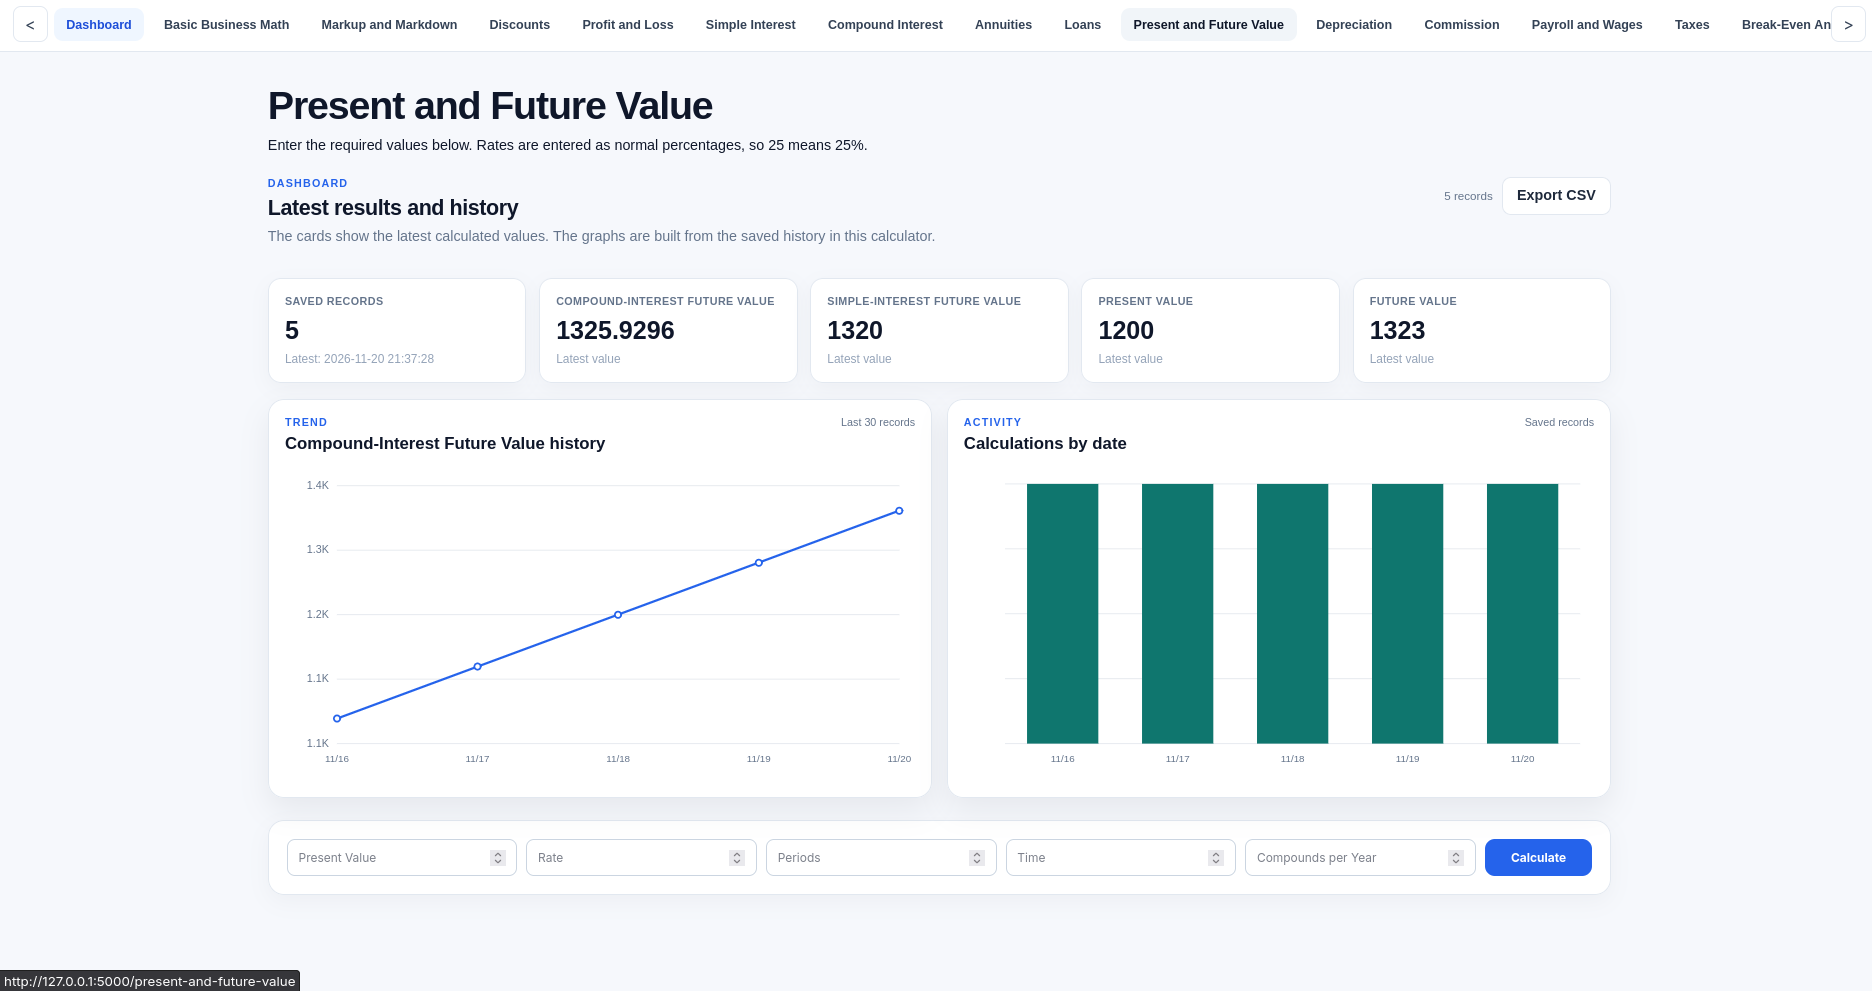 < Dashboard Basic Business Math Markup and Markdown Discounts Profit and Loss Simple Interest Compound Interest Annuities Loans Present and Future Value Depreciation Commission Payroll and Wages Taxes Break-Even An >
Present and Future Value
Enter the required values below. Rates are entered as normal percentages, so 25 means 25%.
DASHBOARD
Latest results and history
5 records Export CSV
The cards show the latest calculated values. The graphs are built from the saved history in this calculator.
SAVED RECORDS
5
Latest: 2026-11-20 21:37:28
COMPOUND-INTEREST FUTURE VALUE
1325.9296
Latest value
SIMPLE-INTEREST FUTURE VALUE
1320
Latest value
PRESENT VALUE
1200
Latest value
FUTURE VALUE
1323
Latest value
TREND
Last 30 records
Compound-Interest Future Value history
1.4K
1.3K
1.2K
1.1K
1.1K
11/16 11/17 11/18 11/19 11/20
ACTIVITY
Saved records
Calculations by date
11/16 11/17 11/18 11/19 11/20
Present Value Rate Periods Time Compounds per Year Calculate
http://127.0.0.1:5000/present-and-future-value